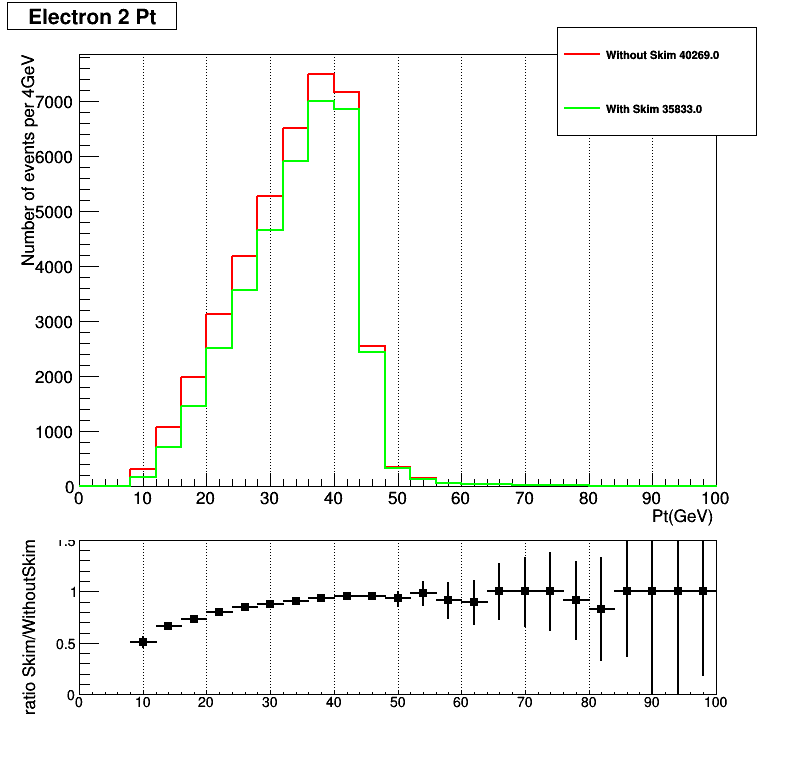 Electron 2 Pt
Without Skim 40269.0
With Skim 35833.0
Number of events per 4GeV
7000
6000
5000
4000
3000
2000
1000
0
0 10 20 30 40 50 60 70 80 90 100
Pt(GeV)
ratio Skim/WithoutSkim
1.5
1
0.5
0
0 10 20 30 40 50 60 70 80 90 100